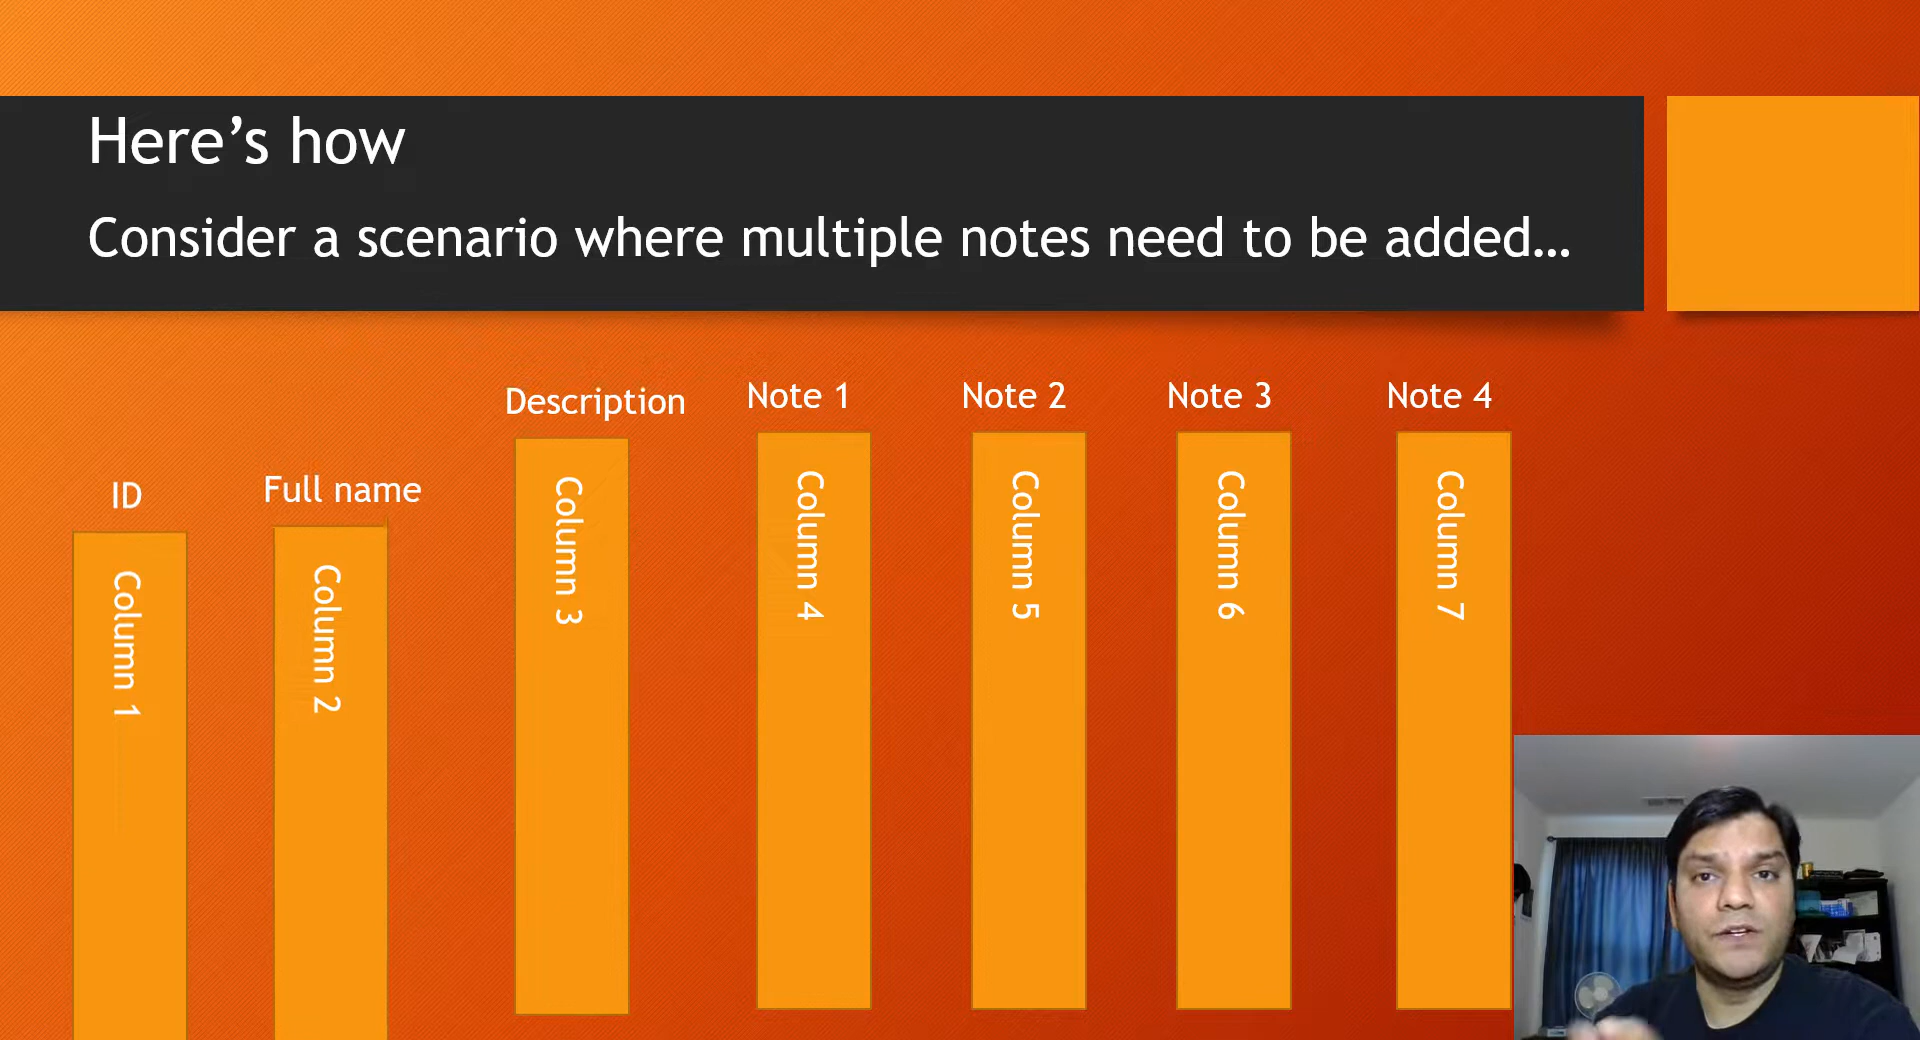 Here’s how
Consider a scenario where multiple notes need to be added…
ID
Full name
Description
Note 1
Note 2
Note 3
Note 4
Column 1
Column 2
Column 3
Column 4
Column 5
Column 6
Column 7